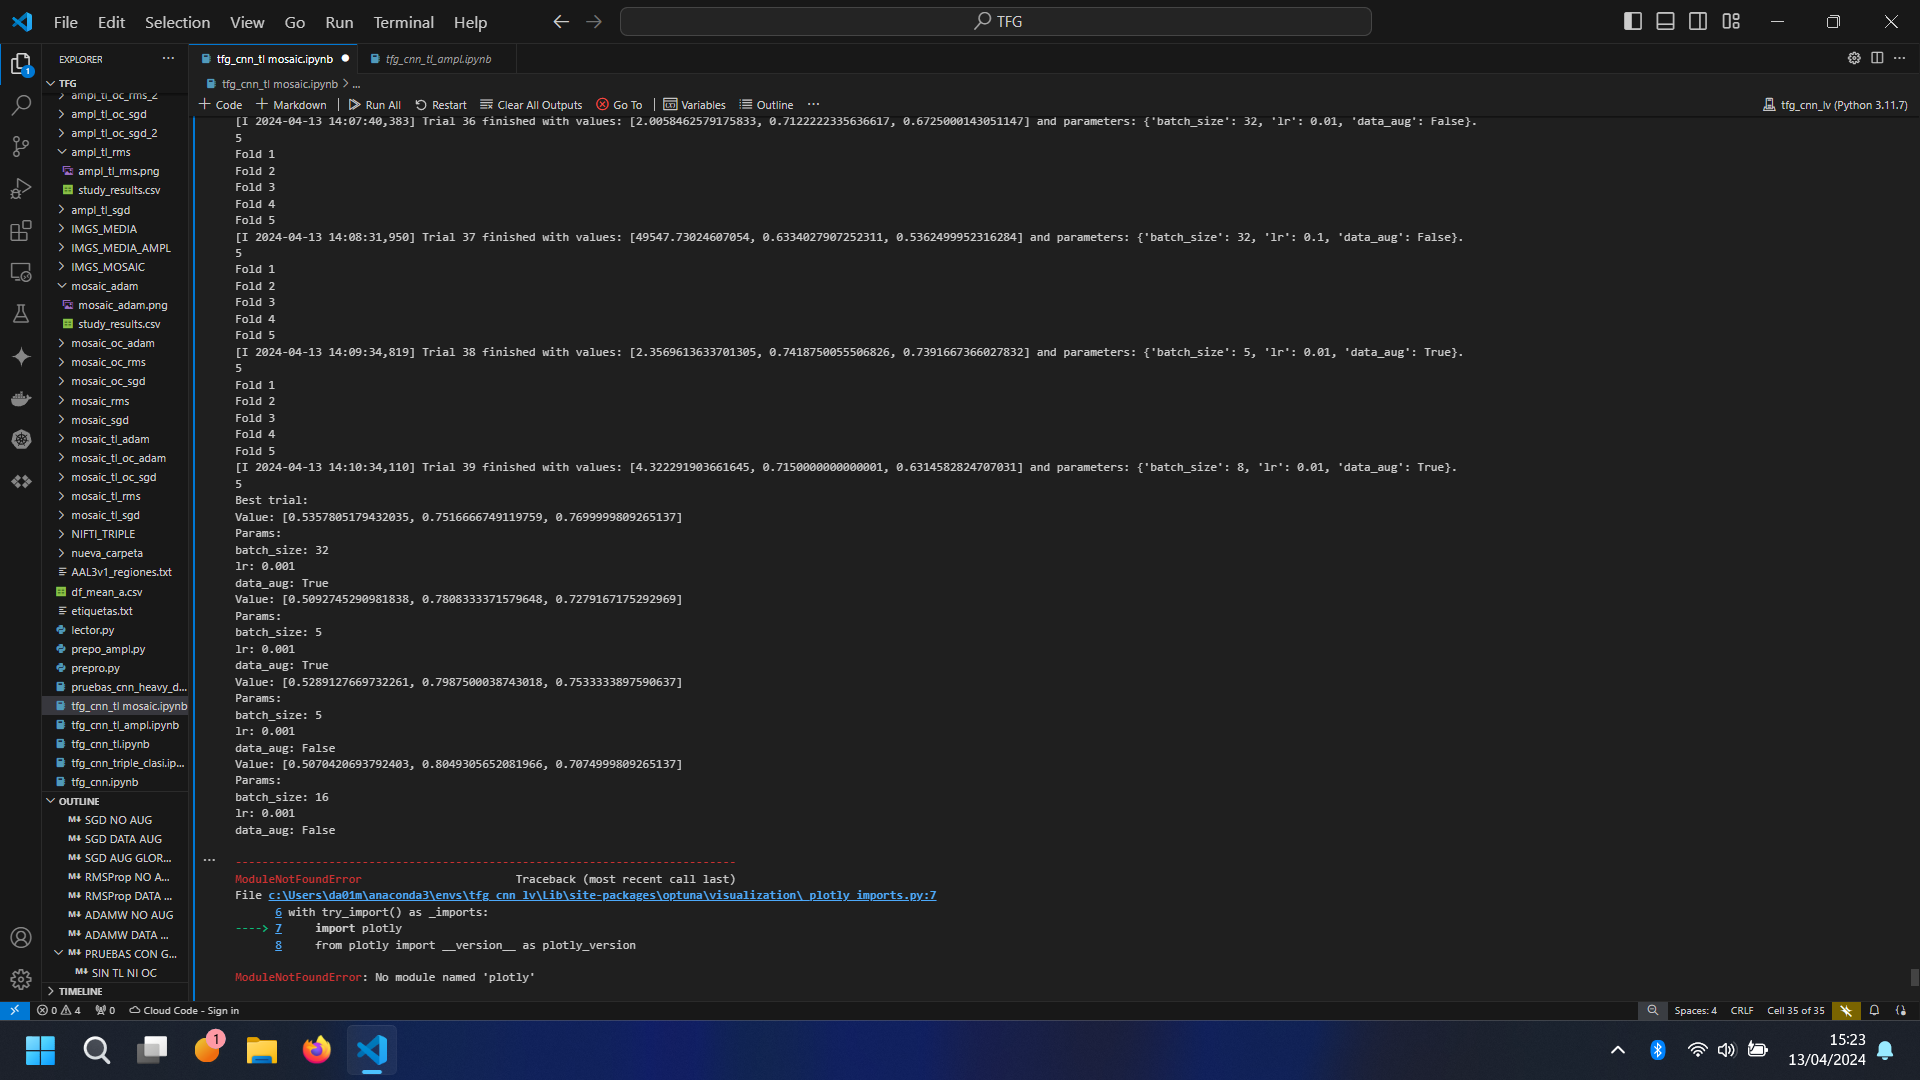 File Edit Selection View Go Run Terminal Help
TFG
EXPLORER
TFG
ampl_tl_oc_rms_2
ampl_tl_oc_sgd
ampl_tl_oc_sgd_2
ampl_tl_rms
ampl_tl_rms.png
study_results.csv
ampl_tl_sgd
IMGS_MEDIA
IMGS_MEDIA_AMPL
IMGS_MOSAIC
mosaic_adam
mosaic_adam.png
study_results.csv
mosaic_oc_adam
mosaic_oc_rms
mosaic_oc_sgd
mosaic_rms
mosaic_sgd
mosaic_tl_adam
mosaic_tl_oc_adam
mosaic_tl_oc_sgd
mosaic_tl_rms
mosaic_tl_sgd
NIFTI_TRIPLE
nueva_carpeta
AAL3v1_regiones.txt
df_mean_a.csv
etiquetas.txt
lector.py
prepo_ampl.py
prepro.py
pruebas_cnn_heavy_d...
tfg_cnn_tl mosaic.ipynb
tfg_cnn_tl_ampl.ipynb
tfg_cnn_tl.ipynb
tfg_cnn_triple_clasi.ip...
tfg_cnn.ipynb
OUTLINE
M↓ SGD NO AUG
M↓ SGD DATA AUG
M↓ SGD AUG GLOR...
M↓ RMSProp NO A...
M↓ RMSProp DATA ...
M↓ ADAMW NO AUG
M↓ ADAMW DATA ...
M↓ PRUEBAS CON G...
M↓ SIN TL NI OC
TIMELINE
tfg_cnn_tl mosaic.ipynb tfg_cnn_tl_ampl.ipynb
tfg_cnn_tl mosaic.ipynb > ...
Code Markdown Run All Restart Clear All Outputs Go To Variables Outline ... tfg_cnn_lv (Python 3.11.7)
[I 2024-04-13 14:07:40,383] Trial 36 finished with values: [2.0058462579175833, 0.7122222335636617, 0.6725000143051147] and parameters: {'batch_size': 32, 'lr': 0.01, 'data_aug': False}.
5
Fold 1
Fold 2
Fold 3
Fold 4
Fold 5
[I 2024-04-13 14:08:31,950] Trial 37 finished with values: [49547.73024607054, 0.6334027907252311, 0.5362499952316284] and parameters: {'batch_size': 32, 'lr': 0.1, 'data_aug': False}.
5
Fold 1
Fold 2
Fold 3
Fold 4
Fold 5
[I 2024-04-13 14:09:34,819] Trial 38 finished with values: [2.3569613633701305, 0.7418750055506826, 0.7391667366027832] and parameters: {'batch_size': 5, 'lr': 0.01, 'data_aug': True}.
5
Fold 1
Fold 2
Fold 3
Fold 4
Fold 5
[I 2024-04-13 14:10:34,110] Trial 39 finished with values: [4.322291903661645, 0.7150000000000001, 0.6314582824707031] and parameters: {'batch_size': 8, 'lr': 0.01, 'data_aug': True}.
5
Best trial:
Value: [0.5357805179432035, 0.7516666749119759, 0.7699999809265137]
Params:
batch_size: 32
lr: 0.001
data_aug: True
Value: [0.5092745290981838, 0.7808333371579648, 0.7279167175292969]
Params:
batch_size: 5
lr: 0.001
data_aug: True
Value: [0.5289127669732261, 0.7987500038743018, 0.7533333897590637]
Params:
batch_size: 5
lr: 0.001
data_aug: False
Value: [0.5070420693792403, 0.8049305652081966, 0.7074999809265137]
Params:
batch_size: 16
lr: 0.001
data_aug: False
---------------------------------------------------------------------------
ModuleNotFoundError Traceback (most recent call last)
File c:\Users\da01m\anaconda3\envs\tfg_cnn_lv\Lib\site-packages\optuna\visualization\_plotly_imports.py:7
6 with try_import() as _imports:
----> 7 import plotly
8 from plotly import __version__ as plotly_version
ModuleNotFoundError: No module named 'plotly'
0 4 0 Cloud Code - Sign in Spaces: 4 CRLF Cell 35 of 35
1
15:23
13/04/2024